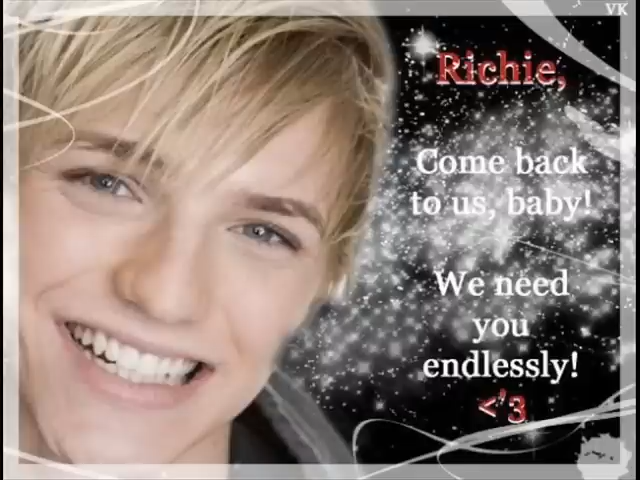 VK
Richie,
Come back
to us, baby!
We need
you
endlessly!
<'3